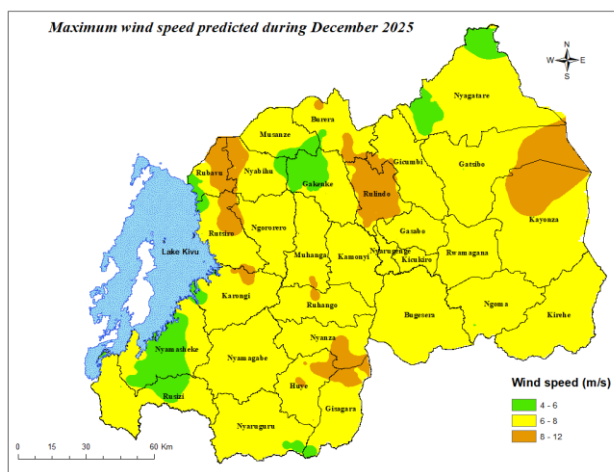 Maximum wind speed predicted during December 2025
N
W E
S
Nyagatare
Burera
Musanze
Gicumbi
Gatsibo
Rubavu
Nyabihu
Gakenke
Rulindo
Kayonza
Rutsiro
Ngororero
Gasabo
Lake Kivu
Muhanga
Kamonyi
Nyarugenge
Kicukiro
Rwamagana
Karongi
Ruhango
Bugesera
Ngoma
Kirehe
Nyanza
Nyamasheke
Nyamagabe
Huye
Rusizi
Gisagara
Nyaruguru
Wind speed (m/s)
4 - 6
6 - 8
8 - 12
0 15 30 60 Km